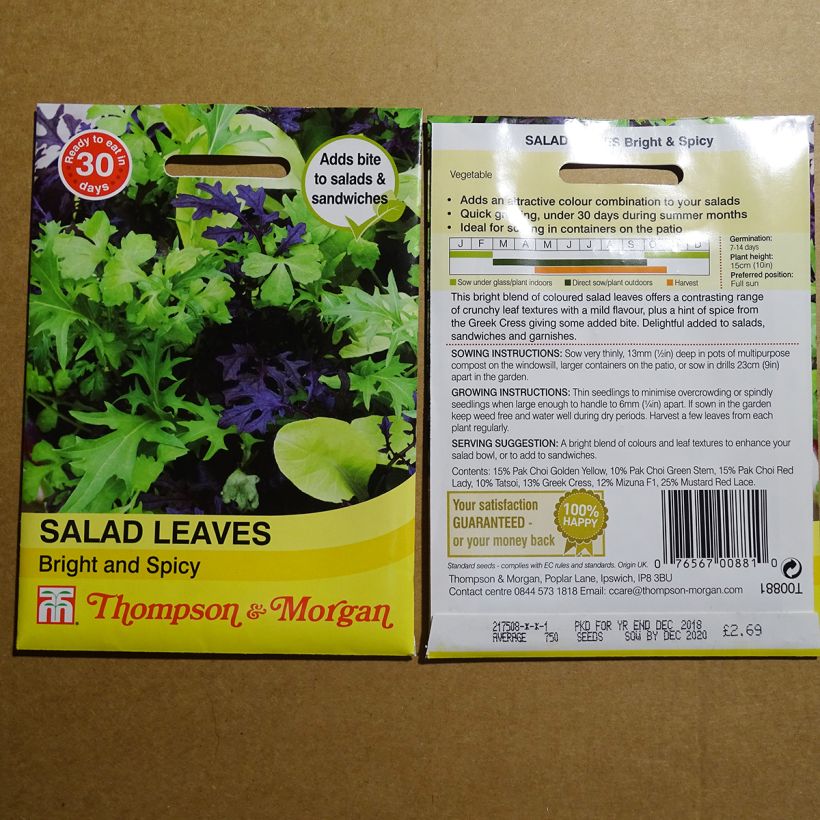 Ready to eat in
30
days
Adds bite
to salads &
sandwiches
SALAD LEAVES
Bright and Spicy
Thompson & Morgan
SALAD ES Bright & Spicy
Vegetable
• Adds an attractive colour combination to your salads
• Quick g ing, under 30 days during summer months
• Ideal for s ing in containers on the patio
J F M A M J J A S O D
Germination:
7-14 days
Plant height:
15cm (10in)
Preferred position:
Full sun
Sow under glass/plant indoors Direct sow/plant outdoors Harvest
This bright blend of coloured salad leaves offers a contrasting range
of crunchy leaf textures with a mild flavour, plus a hint of spice from
the Greek Cress giving some added bite. Delightful added to salads,
sandwiches and garnishes.
SOWING INSTRUCTIONS: Sow very thinly, 13mm (½in) deep in pots of multipurpose
compost on the windowsill, larger containers on the patio, or sow in drills 23cm (9in)
apart in the garden.
GROWING INSTRUCTIONS: Thin seedlings to minimise overcrowding or spindly
seedlings when large enough to handle to 6mm (¼in) apart. If sown in the garden
keep weed free and water well during dry periods. Harvest a few leaves from each
plant regularly.
SERVING SUGGESTION: A bright blend of colours and leaf textures to enhance your
salad bowl, or to add to sandwiches.
Contents: 15% Pak Choi Golden Yellow, 10% Pak Choi Green Stem, 15% Pak Choi Red
Lady, 10% Tatsoi, 13% Greek Cress, 12% Mizuna F1, 25% Mustard Red Lace.
Your satisfaction
GUARANTEED -
or your money back
100%
HAPPY
0 76567 00881 0
T00881
Standard seeds - complies with EC rules and standards. Origin UK.
Thompson & Morgan, Poplar Lane, Ipswich, IP8 3BU
Contact centre 0844 573 1818 Email: ccare@thompson-morgan.com
217508-x-x-1 PKD FOR YR END DEC 2018
AVERAGE 750 SEEDS SOW BY DEC 2020 £2.69